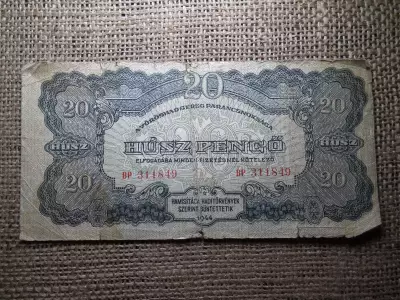 20
A VÖRÖSHADSEREG PARANCSNOKSÁGA
20 20
HÚSZ HÚSZ PENGŐ HÚSZ
ELFOGADÁSA MINDEN FIZETÉSNÉL KÖTELEZŐ
BP 311849 BP 311849
20 20
HAMISÍTÁSA HADITÖRVÉNYEK
SZERINT BÜNTETTETIK
1944